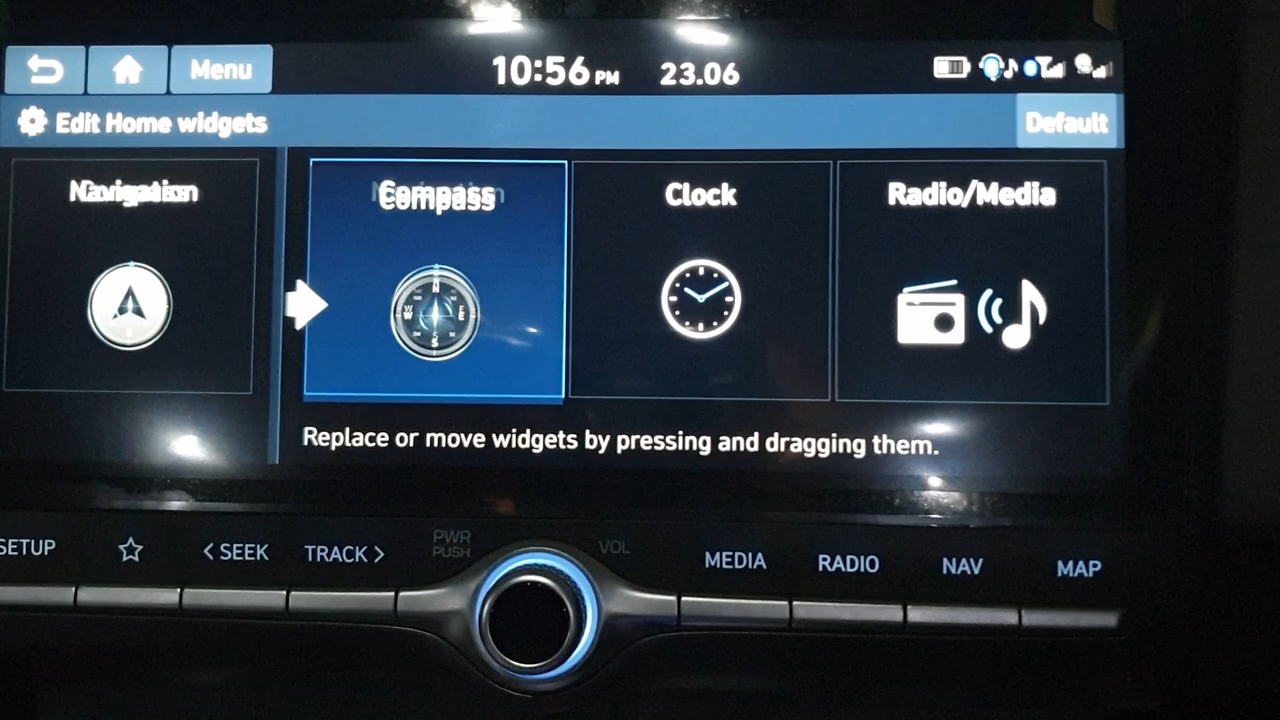 Menu
10:56 PM 23.06
Edit Home widgets
Default
Navigation
Compass
Clock
Radio/Media
N
W
E
S
Replace or move widgets by pressing and dragging them.
SETUP
< SEEK
TRACK >
PWR
PUSH
VOL
MEDIA
RADIO
NAV
MAP